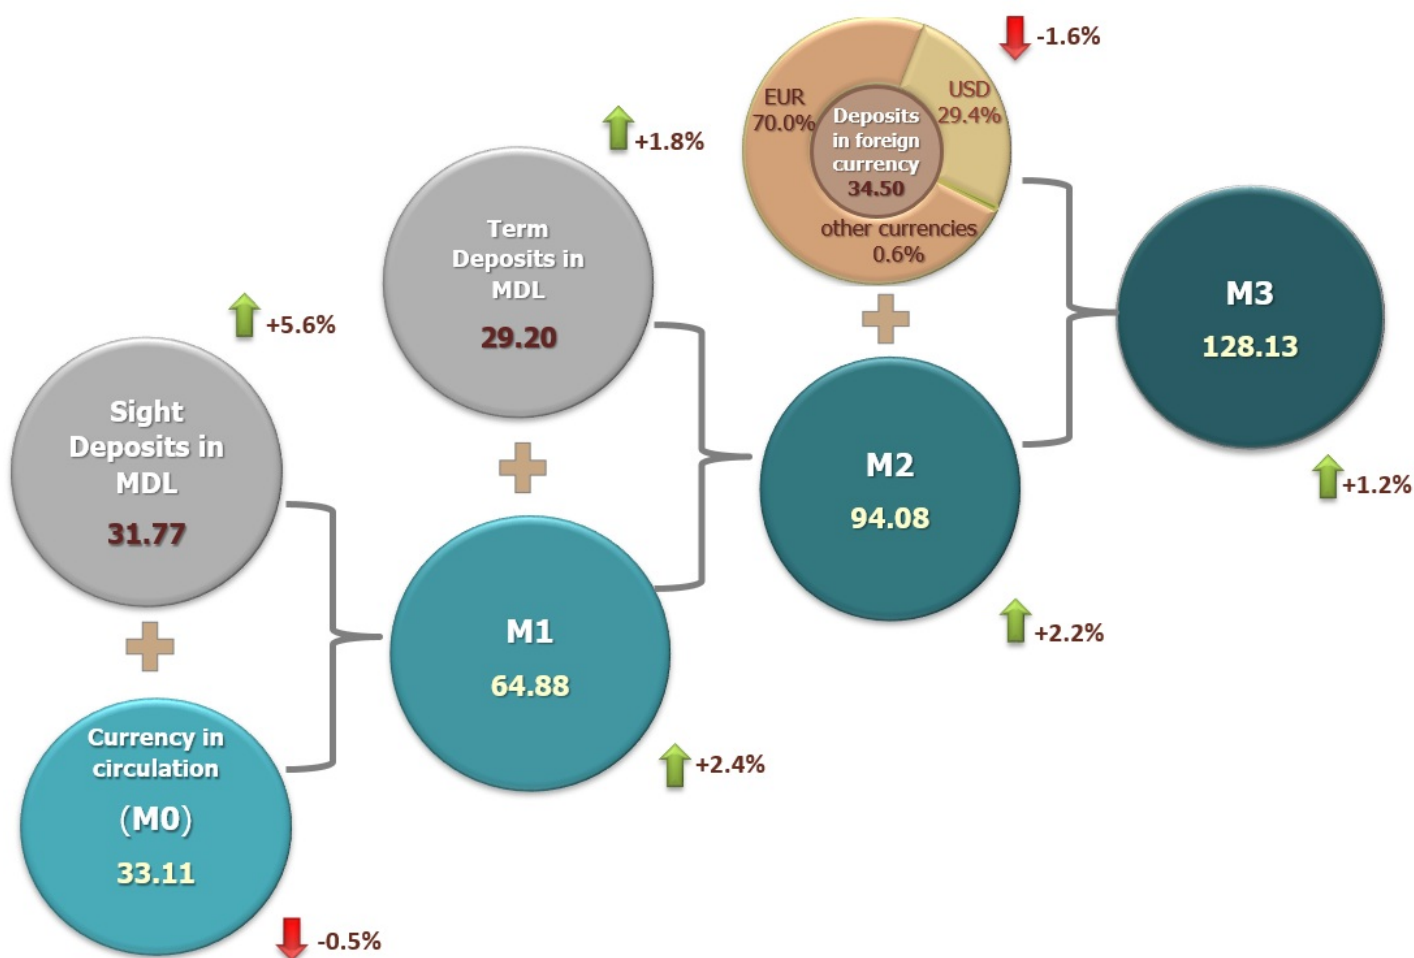 Sight
Deposits in
MDL
31.77
+5.6%
Currency in
circulation
(M0)
33.11
-0.5%
Term
Deposits in
MDL
29.20
+1.8%
M1
64.88
+2.4%
EUR
70.0%
USD
29.4%
Deposits
in foreign
currency
34.50
other currencies
0.6%
-1.6%
M2
94.08
+2.2%
M3
128.13
+1.2%